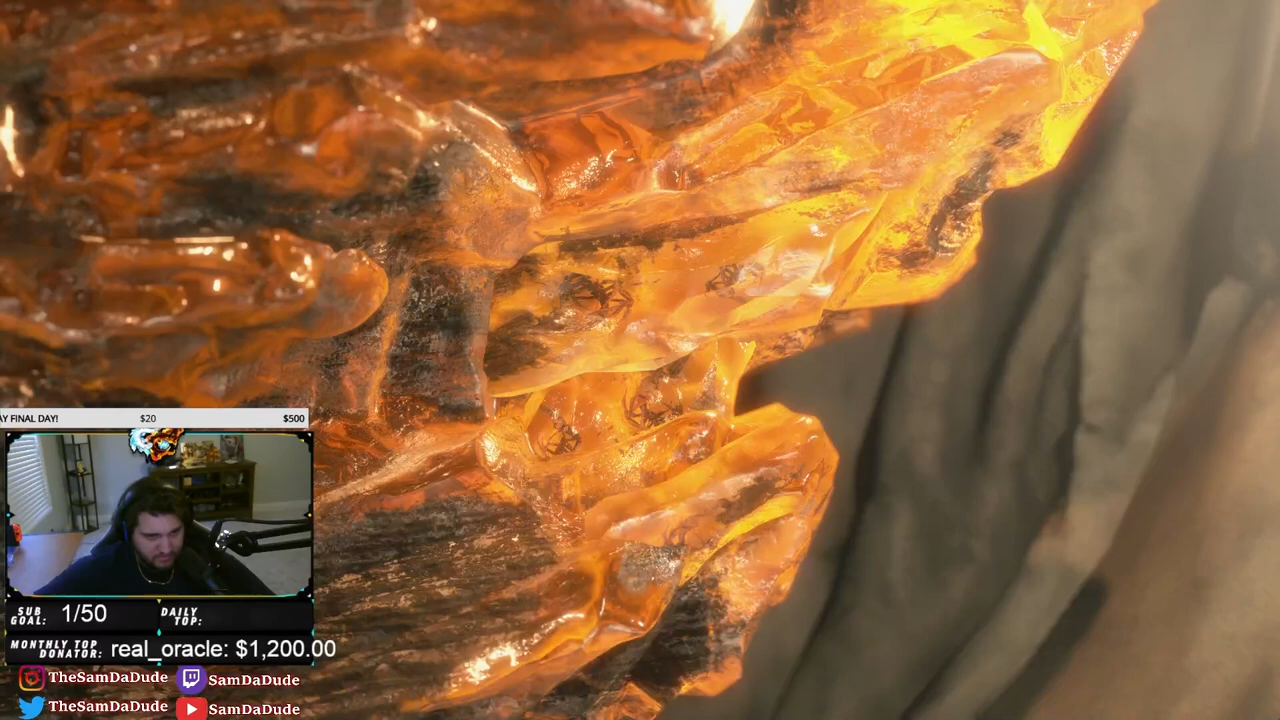 AY FINAL DAY! $20 $500
SUB GOAL: 1/50 DAILY TOP:
MONTHLY TOP DONATOR: real_oracle: $1,200.00
TheSamDaDude SamDaDude
TheSamDaDude SamDaDude